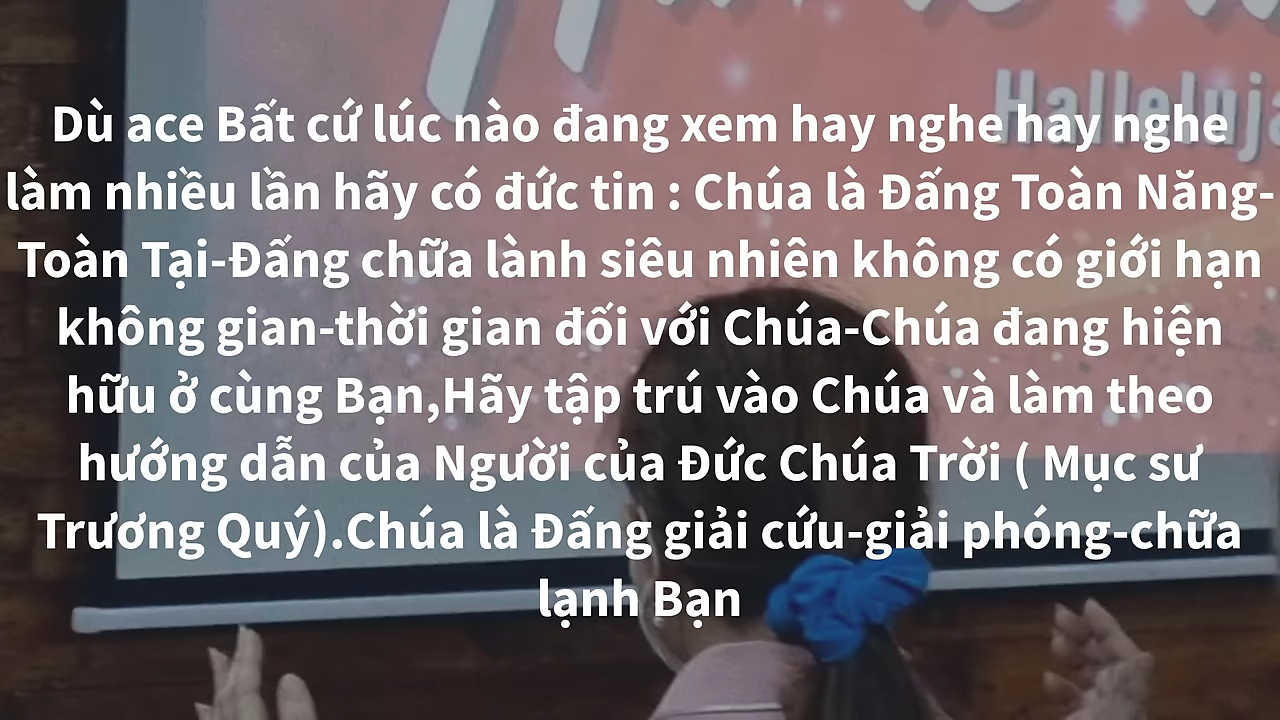 Halleluja
Dù ace Bất cứ lúc nào đang xem hay nghe hay nghe
làm nhiều lần hãy có đức tin : Chúa là Đấng Toàn Năng-
Toàn Tại-Đấng chữa lành siêu nhiên không có giới hạn
không gian-thời gian đối với Chúa-Chúa đang hiện
hữu ở cùng Bạn,Hãy tập trú vào Chúa và làm theo
hướng dẫn của Người của Đức Chúa Trời ( Mục sư
Trương Quý).Chúa là Đấng giải cứu-giải phóng-chữa
lạnh Bạn